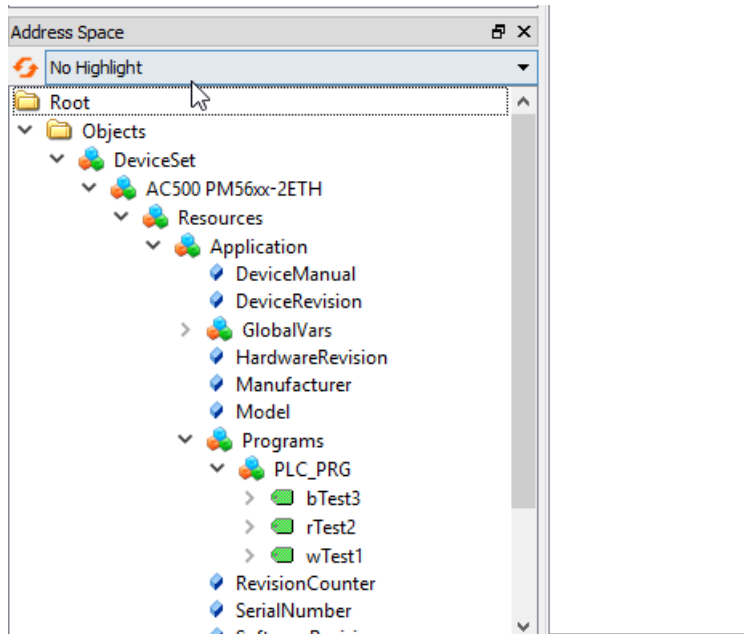 Address Space
No Highlight
Root
Objects
DeviceSet
AC500 PM56xx-2ETH
Resources
Application
DeviceManual
DeviceRevision
GlobalVars
HardwareRevision
Manufacturer
Model
Programs
PLC_PRG
bTest3
rTest2
wTest1
RevisionCounter
SerialNumber